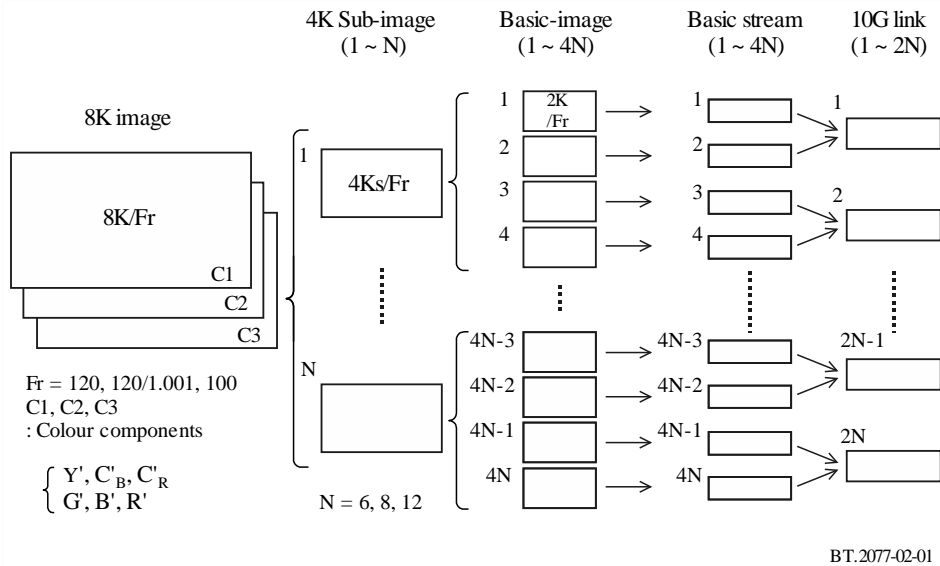 4K Sub-image
(1 ~ N)
Basic-image
(1 ~ 4N)
Basic stream
(1 ~ 4N)
10G link
(1 ~ 2N)
8K image
8K/Fr
C1
C2
C3
1
4Ks/Fr
N
1
2K
/Fr
2
3
4
4N-3
4N-2
4N-1
4N
1
2
3
4
4N-3
4N-2
4N-1
4N
1
2
2N-1
2N
Fr = 120, 120/1.001, 100
C1, C2, C3
: Colour components
Y', C'B, C'R
G', B', R'
N = 6, 8, 12
BT.2077-02-01